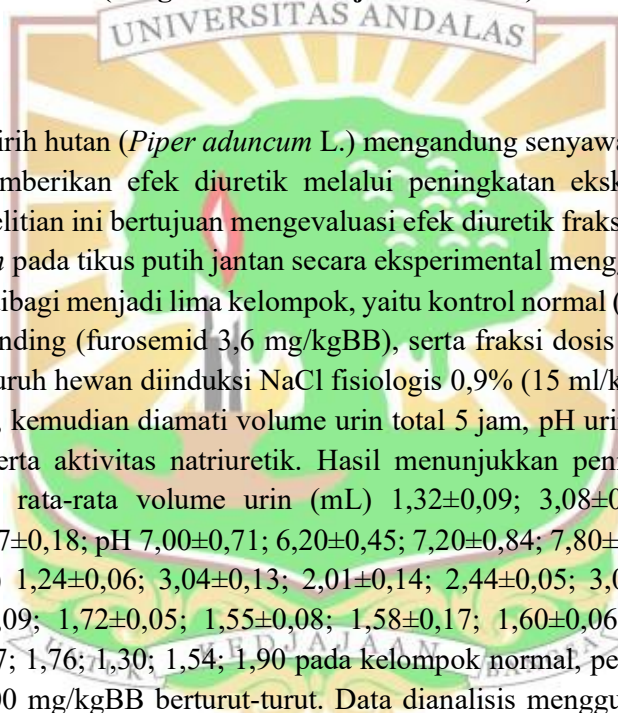 UNIVERSITAS ANDALAS
irih hutan (Piper aduncum L.) mengandung senyawa
mberikan efek diuretik melalui peningkatan eksk
elitian ini bertujuan mengevaluasi efek diuretik fraks
pada tikus putih jantan secara eksperimental mengg
ibagi menjadi lima kelompok, yaitu kontrol normal (
nding (furosemid 3,6 mg/kgBB), serta fraksi dosis
uruh hewan diinduksi NaCl fisiologis 0,9% (15 ml/k
, kemudian diamati volume urin total 5 jam, pH urin
erta aktivitas natriuretik. Hasil menunjukkan peni
rata-rata volume urin (mL) 1,32±0,09; 3,08±0
7±0,18; pH 7,00±0,71; 6,20±0,45; 7,20±0,84; 7,80±
) 1,24±0,06; 3,04±0,13; 2,01±0,14; 2,44±0,05; 3,0
,09; 1,72±0,05; 1,55±0,08; 1,58±0,17; 1,60±0,06
7; 1,76; 1,30; 1,54; 1,90 pada kelompok normal, pe
00 mg/kgBB berturut-turut. Data dianalisis menggu
UNTUK KEDJAJAAN BANGSA